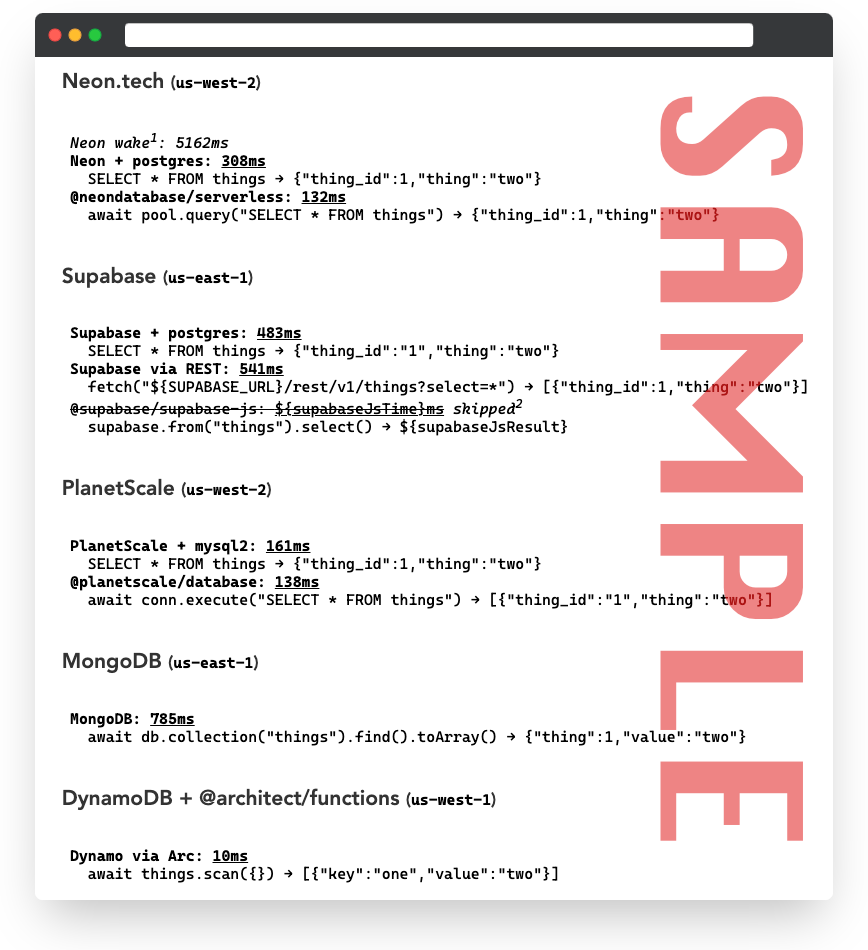 Neon.tech (us-west-2)
Neon wake1: 5162ms
Neon + postgres: 308ms
SELECT * FROM things → {"thing_id":1,"thing":"two"}
@neondatabase/serverless: 132ms
await pool.query("SELECT * FROM things") → {"thing_id":1,"thing":"two"}
Supabase (us-east-1)
Supabase + postgres: 483ms
SELECT * FROM things → {"thing_id":"1","thing":"two"}
Supabase via REST: 541ms
fetch("${SUPABASE_URL}/rest/v1/things?select=*") → [{"thing_id":1,"thing":"two"}]
@supabase/supabase-js: ${supabaseJsTime}ms skipped2
supabase.from("things").select() → ${supabaseJsResult}
PlanetScale (us-west-2)
PlanetScale + mysql2: 161ms
SELECT * FROM things → {"thing_id":1,"thing":"two"}
@planetscale/database: 138ms
await conn.execute("SELECT * FROM things") → [{"thing_id":"1","thing":"two"}]
MongoDB (us-east-1)
MongoDB: 785ms
await db.collection("things").find().toArray() → {"thing":1,"value":"two"}
DynamoDB + @architect/functions (us-west-1)
Dynamo via Arc: 10ms
await things.scan({}) → [{"key":"one","value":"two"}]
SAMPLE